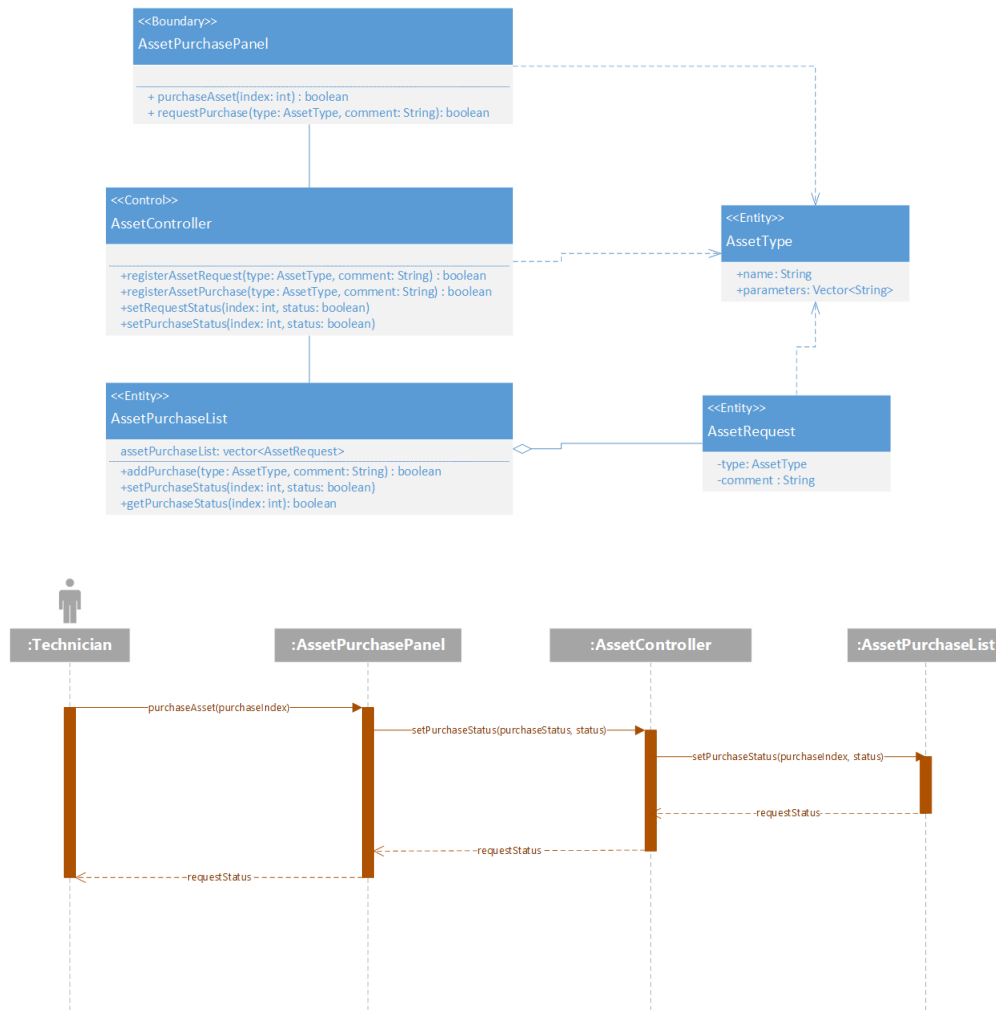 <<Boundary>>
AssetPurchasePanel
+ purchaseAsset(index: int) : boolean
+ requestPurchase(type: AssetType, comment: String): boolean
<<Control>>
AssetController
+registerAssetRequest(type: AssetType, comment: String) : boolean
+registerAssetPurchase(type: AssetType, comment: String) : boolean
+setRequestStatus(index: int, status: boolean)
+setPurchaseStatus(index: int, status: boolean)
<<Entity>>
AssetType
+name: String
+parameters: Vector<String>
<<Entity>>
AssetPurchaseList
assetPurchaseList: vector<AssetRequest>
+addPurchase(type: AssetType, comment: String) : boolean
+setPurchaseStatus(index: int, status: boolean)
+getPurchaseStatus(index: int): boolean
<<Entity>>
AssetRequest
-type: AssetType
-comment : String
:Technician
:AssetPurchasePanel
:AssetController
:AssetPurchaseList
purchaseAsset(purchaseIndex)
setPurchaseStatus(purchaseStatus, status)
setPurchaseStatus(purchaseIndex, status)
requestStatus
requestStatus
requestStatus